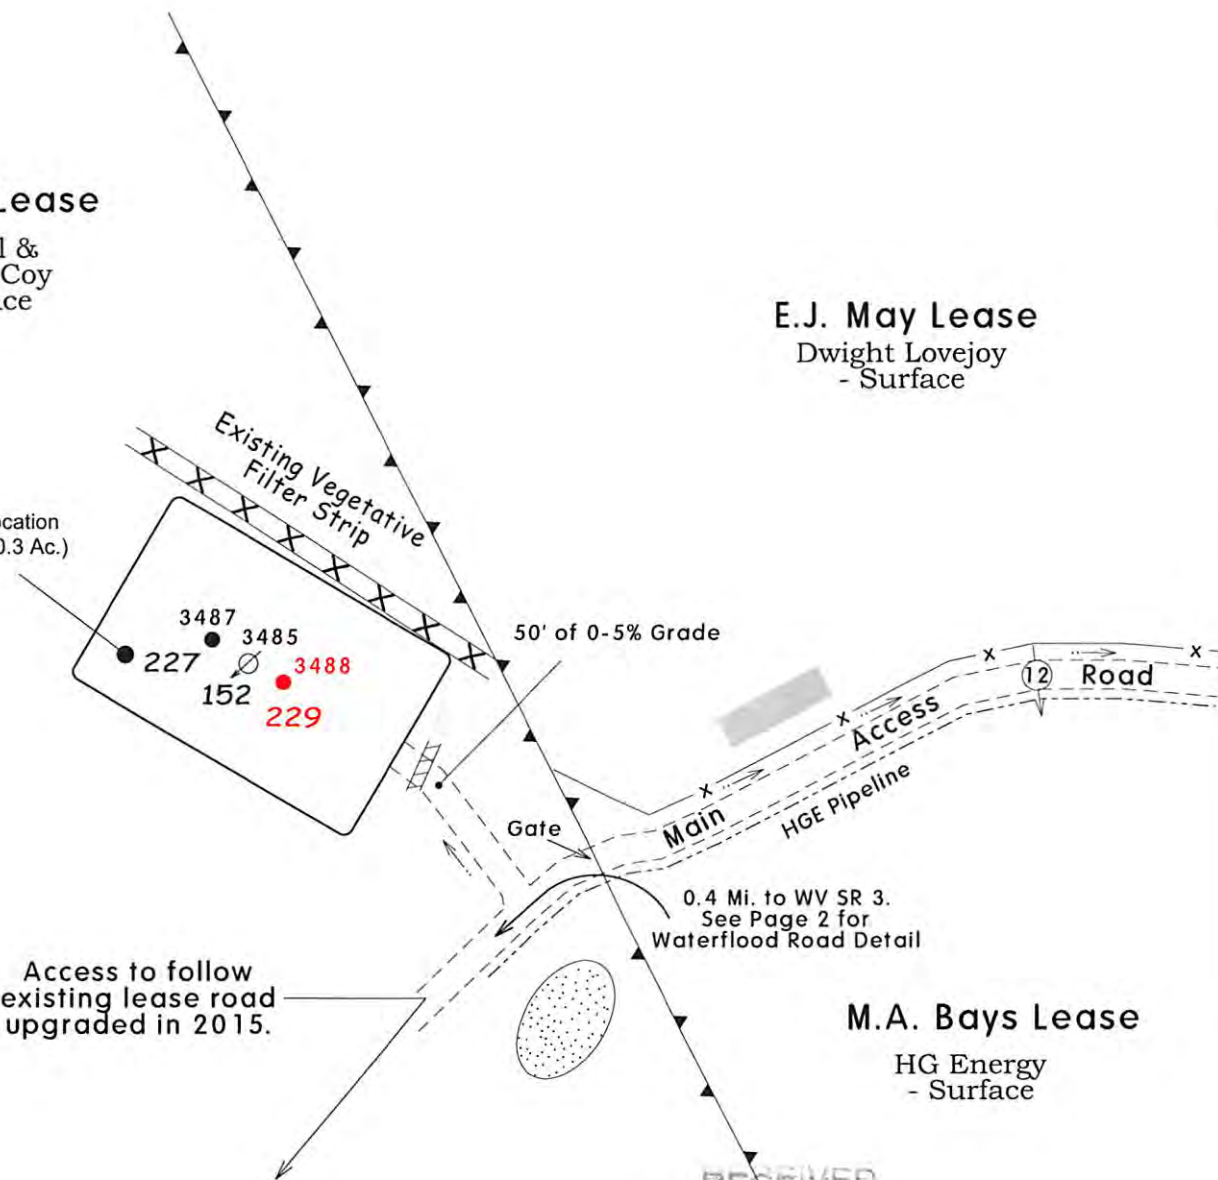 Lease
l &
Coy
ce
E.J. May Lease
Dwight Lovejoy
- Surface
Existing Vegetative
Filter Strip
ocation
0.3 Ac.)
3487
3485
227
3488
152
229
50' of 0-5% Grade
12
Main Access Road
HGE Pipeline
Gate
0.4 Mi. to WV SR 3.
See Page 2 for
Waterflood Road Detail
Access to follow
existing lease road
upgraded in 2015.
M.A. Bays Lease
HG Energy
- Surface
RECEIVED